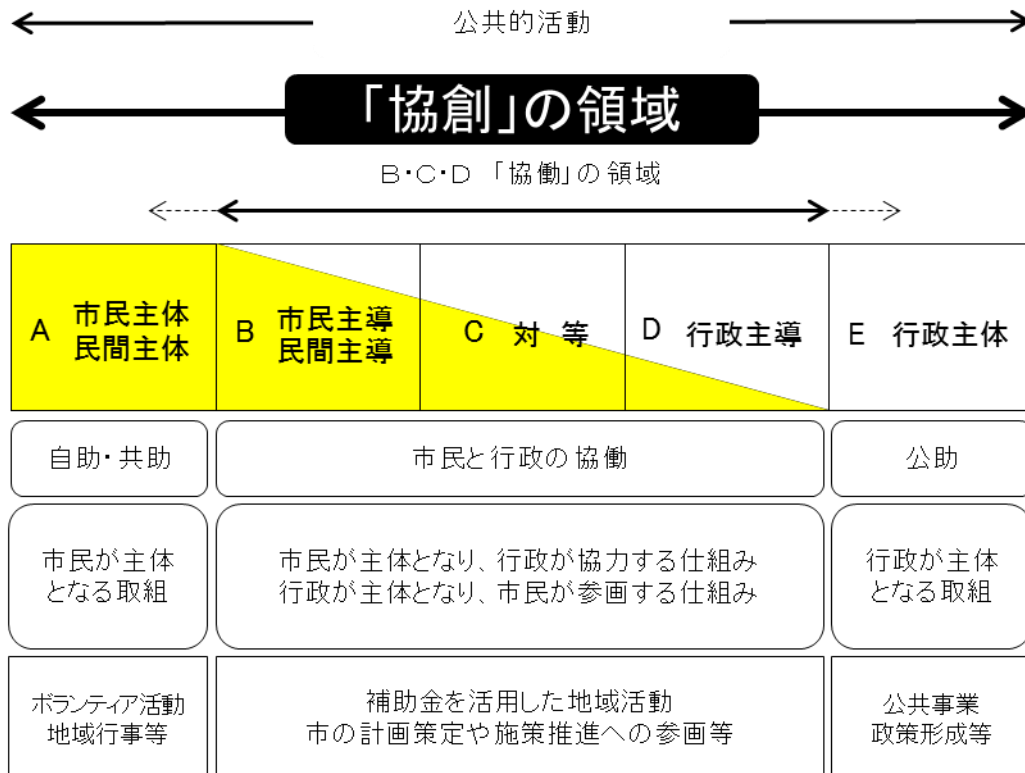 公共的活動
「協創」の領域
B・C・D 「協働」の領域
A 市民主体
民間主体
B 市民主導
民間主導
C 対 等
D 行政主導
E 行政主体
自助・共助
市民と行政の協働
公助
市民が主体
となる取組
市民が主体となり、行政が協力する仕組み
行政が主体となり、市民が参画する仕組み
行政が主体
となる取組
ボランティア活動
地域行事等
補助金を活用した地域活動
市の計画策定や施策推進への参画等
公共事業
政策形成等